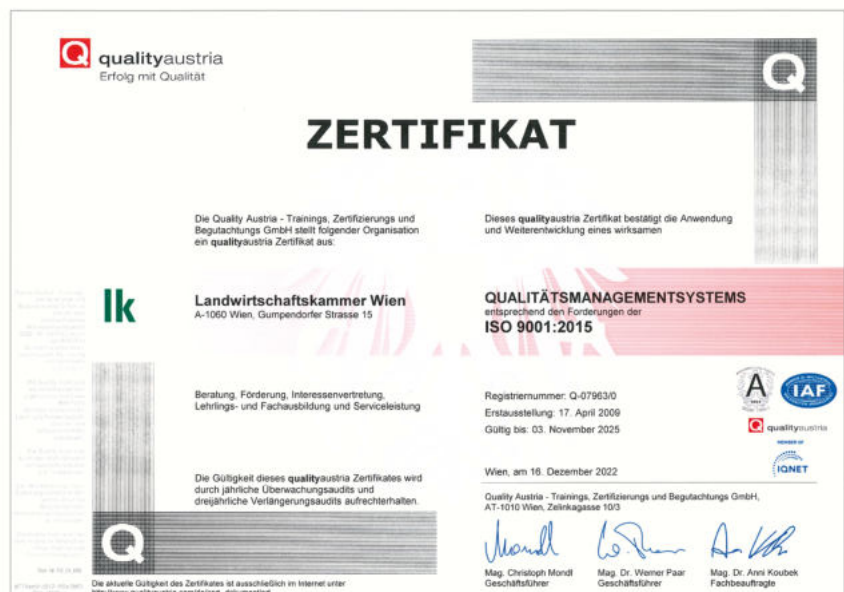 Q qualityaustria
Erfolg mit Qualität
Q
ZERTIFIKAT
Die Quality Austria - Trainings, Zertifizierungs und
Begutachtungs GmbH stellt folgender Organisation
ein qualityaustria Zertifikat aus:
lk
Landwirtschaftskammer Wien
A-1060 Wien, Gumpendorfer Strasse 15
Beratung, Förderung, Interessenvertretung,
Lehrlings- und Fachausbildung und Serviceleistung
Die Gültigkeit dieses qualityaustria Zertifikates wird
durch jährliche Überwachungsaudits und
dreijährliche Verlängerungsaudits aufrechterhalten.
Q
Die aktuelle Gültigkeit des Zertifikates ist ausschließlich im Internet unter
Dieses qualityaustria Zertifikat bestätigt die Anwendung
und Weiterentwicklung eines wirksamen
QUALITÄTSMANAGEMENTSYSTEMS
entsprechend den Forderungen der
ISO 9001:2015
Registriernummer: Q-07963/0
Erstausstellung: 17. April 2009
Gültig bis: 03. November 2025
A
IAF
Q qualityaustria
MEMBER OF
IQNET
Wien, am 16. Dezember 2022
Quality Austria - Trainings, Zertifizierungs und Begutachtungs GmbH,
AT-1010 Wien, Zelinkagasse 10/3
Mag. Christoph Mondl
Geschäftsführer
Mag. Dr. Werner Paar
Geschäftsführer
Mag. Dr. Anni Koubek
Fachbeauftragte